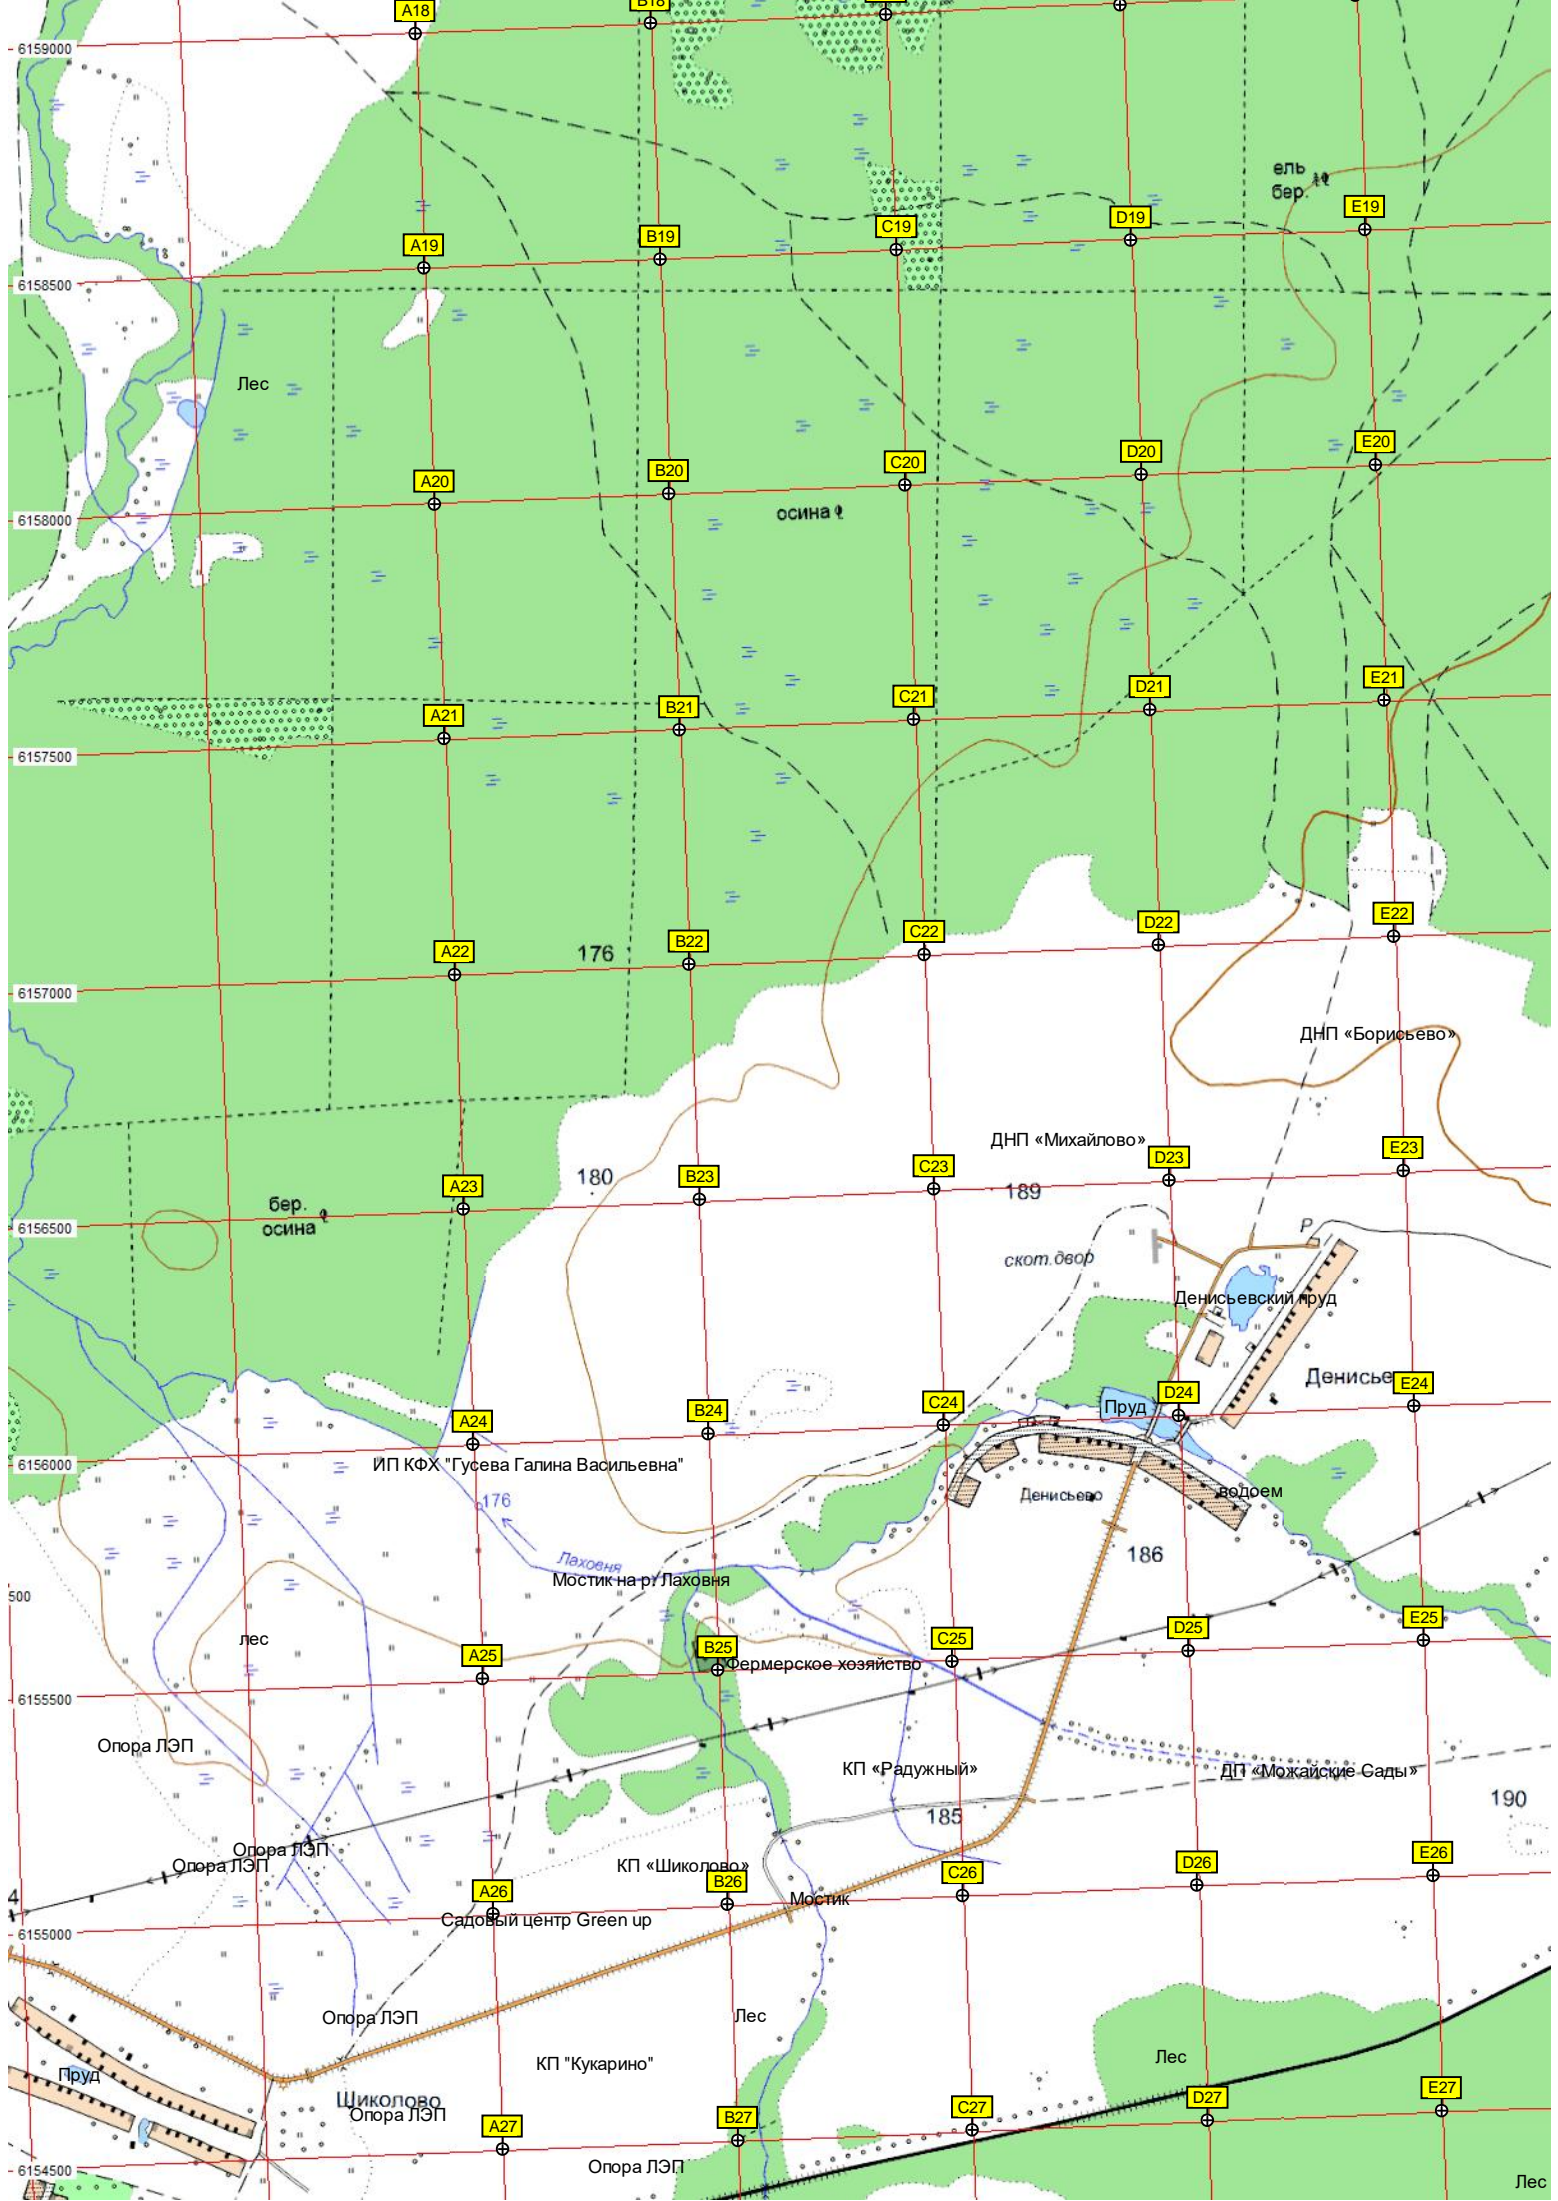 A18
B18
6159000
ель
бер.
E19
D19
C19
B19
A19
6158500
Лес
E20
D20
C20
B20
A20
осина
6158000
E21
D21
C21
B21
A21
6157500
E22
D22
C22
B22
A22
176
6157000
ДНП «Борисьево»
ДНП «Михайлово»
E23
D23
C23
B23
A23
180
189
бер.
осина
6156500
Р
скот.двор
Денисьевский пруд
Денисье
E24
D24
C24
B24
A24
Пруд
6156000
ИП КФХ "Гусева Галина Васильевна"
176
Денисьево
водоем
186
Лаховня
Мостик на р. Лаховня
500
E25
D25
C25
B25
A25
лес
Фермерское хозяйство
6155500
Опора ЛЭП
КП «Радужный»
ДП «Можайские Сады»
190
185
Опора ЛЭП
Опора ЛЭП
КП «Шиколово»
E26
D26
C26
B26
A26
4
Мостик
Садовый центр Green up
6155000
Опора ЛЭП
Лес
Лес
КП "Кукарино"
Пруд
Шиколово
Опора ЛЭП
E27
D27
C27
B27
A27
6154500
Опора ЛЭП
Лес